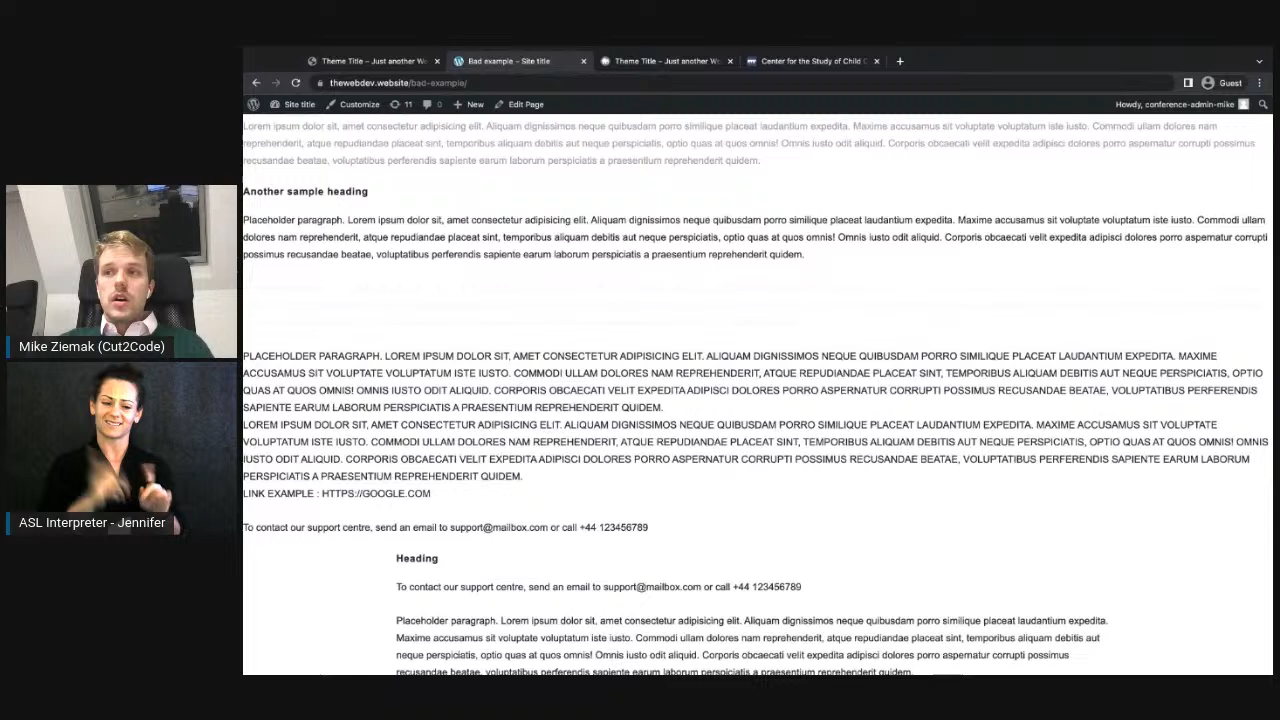 Theme Title – Just another Wo
Bad example – Site title
Theme Title – Just another Wo
Center for the Study of Child C
thewebdev.website/bad-example/
Guest
Site title
Customize
11
0
New
Edit Page
Howdy, conference-admin-mike
Lorem ipsum dolor sit, amet consectetur adipisicing elit. Aliquam dignissimos neque quibusdam porro similique placeat laudantium expedita. Maxime accusamus sit voluptate voluptatum iste iusto. Commodi ullam dolores nam
reprehenderit, atque repudiandae placeat sint, temporibus aliquam debitis aut neque perspiciatis, optio quas at quos omnis! Omnis iusto odit aliquid. Corporis obcaecati velit expedita adipisci dolores porro aspernatur corrupti possimus
recusandae beatae, voluptatibus perferendis sapiente earum laborum perspiciatis a praesentium reprehenderit quidem.
Another sample heading
Placeholder paragraph. Lorem ipsum dolor sit, amet consectetur adipisicing elit. Aliquam dignissimos neque quibusdam porro similique placeat laudantium expedita. Maxime accusamus sit voluptate voluptatum iste iusto. Commodi ullam
dolores nam reprehenderit, atque repudiandae placeat sint, temporibus aliquam debitis aut neque perspiciatis, optio quas at quos omnis! Omnis iusto odit aliquid. Corporis obcaecati velit expedita adipisci dolores porro aspernatur corrupti
possimus recusandae beatae, voluptatibus perferendis sapiente earum laborum perspiciatis a praesentium reprehenderit quidem.
PLACEHOLDER PARAGRAPH. LOREM IPSUM DOLOR SIT, AMET CONSECTETUR ADIPISICING ELIT. ALIQUAM DIGNISSIMOS NEQUE QUIBUSDAM PORRO SIMILIQUE PLACEAT LAUDANTIUM EXPEDITA. MAXIME
ACCUSAMUS SIT VOLUPTATE VOLUPTATUM ISTE IUSTO. COMMODI ULLAM DOLORES NAM REPREHENDERIT, ATQUE REPUDIANDAE PLACEAT SINT, TEMPORIBUS ALIQUAM DEBITIS AUT NEQUE PERSPICIATIS, OPTIO
QUAS AT QUOS OMNIS! OMNIS IUSTO ODIT ALIQUID. CORPORIS OBCAECATI VELIT EXPEDITA ADIPISCI DOLORES PORRO ASPERNATUR CORRUPTI POSSIMUS RECUSANDAE BEATAE, VOLUPTATIBUS PERFERENDIS
SAPIENTE EARUM LABORUM PERSPICIATIS A PRAESENTIUM REPREHENDERIT QUIDEM.
LOREM IPSUM DOLOR SIT, AMET CONSECTETUR ADIPISICING ELIT. ALIQUAM DIGNISSIMOS NEQUE QUIBUSDAM PORRO SIMILIQUE PLACEAT LAUDANTIUM EXPEDITA. MAXIME ACCUSAMUS SIT VOLUPTATE
VOLUPTATUM ISTE IUSTO. COMMODI ULLAM DOLORES NAM REPREHENDERIT, ATQUE REPUDIANDAE PLACEAT SINT, TEMPORIBUS ALIQUAM DEBITIS AUT NEQUE PERSPICIATIS, OPTIO QUAS AT QUOS OMNIS! OMNIS
IUSTO ODIT ALIQUID. CORPORIS OBCAECATI VELIT EXPEDITA ADIPISCI DOLORES PORRO ASPERNATUR CORRUPTI POSSIMUS RECUSANDAE BEATAE, VOLUPTATIBUS PERFERENDIS SAPIENTE EARUM LABORUM
PERSPICIATIS A PRAESENTIUM REPREHENDERIT QUIDEM.
LINK EXAMPLE : HTTPS://GOOGLE.COM
To contact our support centre, send an email to support@mailbox.com or call +44 123456789
Heading
To contact our support centre, send an email to support@mailbox.com or call +44 123456789
Placeholder paragraph. Lorem ipsum dolor sit, amet consectetur adipisicing elit. Aliquam dignissimos neque quibusdam porro similique placeat laudantium expedita.
Maxime accusamus sit voluptate voluptatum iste iusto. Commodi ullam dolores nam reprehenderit, atque repudiandae placeat sint, temporibus aliquam debitis aut
neque perspiciatis, optio quas at quos omnis! Omnis iusto odit aliquid. Corporis obcaecati velit expedita adipisci dolores porro aspernatur corrupti possimus
recusandae beatae, voluptatibus perferendis sapiente earum laborum perspiciatis a praesentium reprehenderit quidem.
Mike Ziemak (Cut2Code)
ASL Interpreter - Jennifer